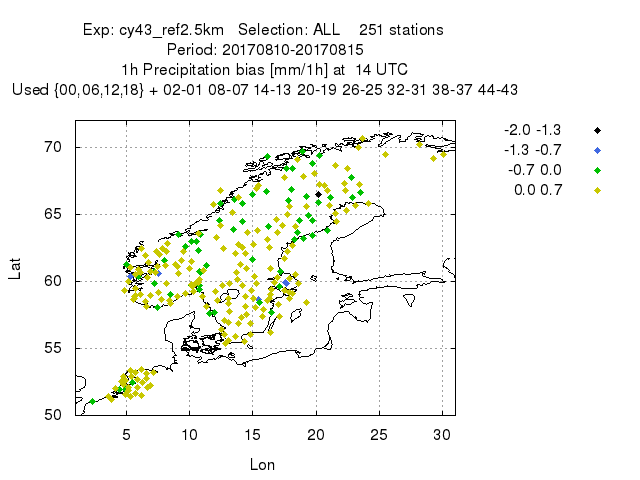 Exp: cy43_ref2.5km   Selection: ALL    251 stations
Period: 20170810-20170815
1h Precipitation bias [mm/1h] at  14 UTC
Used {00,06,12,18} + 02-01 08-07 14-13 20-19 26-25 32-31 38-37 44-43
-2.0 -1.3
-1.3 -0.7
-0.7 0.0
0.0 0.7
70
65
60
55
50
Lat
5 10 15 20 25 30
Lon